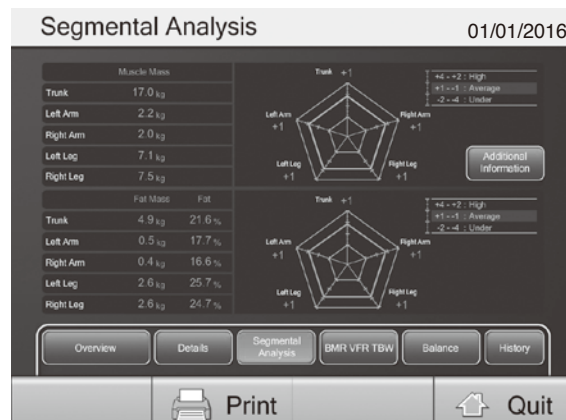 Segmental Analysis
01/01/2016
Muscle Mass
Trunk 17.0 kg
Left Arm 2.2 kg
Right Arm 2.0 kg
Left Leg 7.1 kg
Right Leg 7.5 kg
Trunk +1
Left Arm
+1
Right Arm
+1
Left Leg
+1
Right Leg
+1
+4 - +2 : High
+1 - -1 : Average
-2 - -4 : Under
Additional
Information
Fat Mass Fat
Trunk 4.9 kg 21.6 %
Left Arm 0.5 kg 17.7 %
Right Arm 0.4 kg 16.6 %
Left Leg 2.6 kg 25.7 %
Right Leg 2.6 kg 24.7 %
Trunk +1
Left Arm
+1
Right Arm
+1
Left Leg
+1
Right Leg
+1
+4 - +2 : High
+1 - -1 : Average
-2 - -4 : Under
Overview
Details
Segmental
Analysis
BMR VFR TBW
Balance
History
Print
Quit